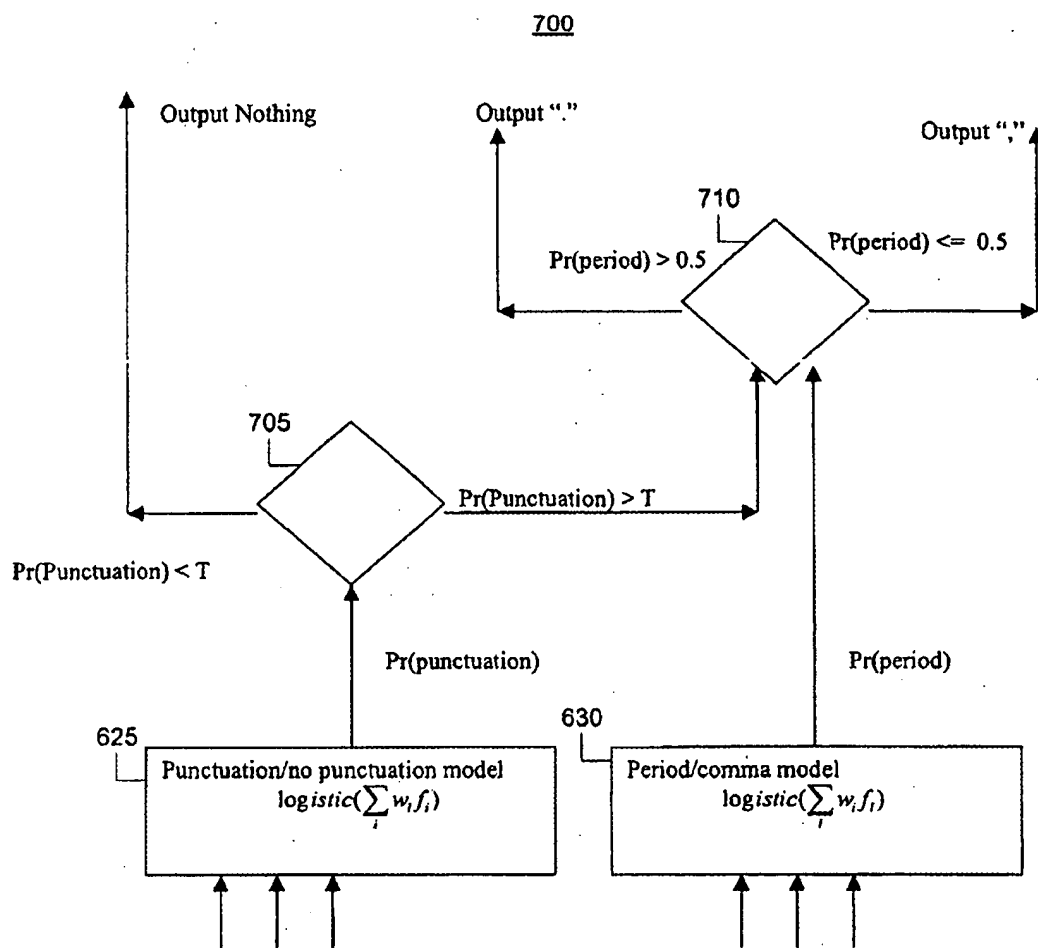 700
Output Nothing
Output “.”
Output “,”
710
Pr(period) > 0.5
Pr(period) <= 0.5
705
Pr(Punctuation) > T
Pr(Punctuation) < T
Pr(punctuation)
Pr(period)
625
Punctuation/no punctuation model
logistic(∑_i w_i f_i)
630
Period/comma model
logistic(∑_i w_i f_i)